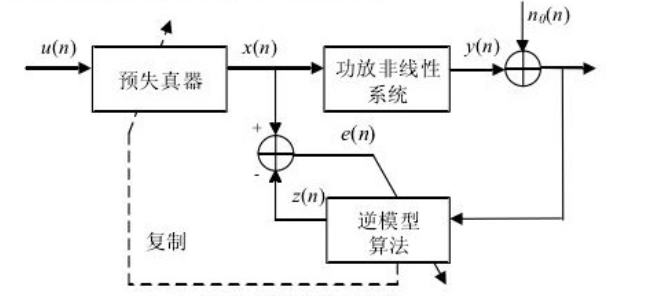 n₀(n)
u(n)
x(n)
y(n)
预失真器
功放非线性
系统
+
e(n)
-
z(n)
逆模型
算法
复制